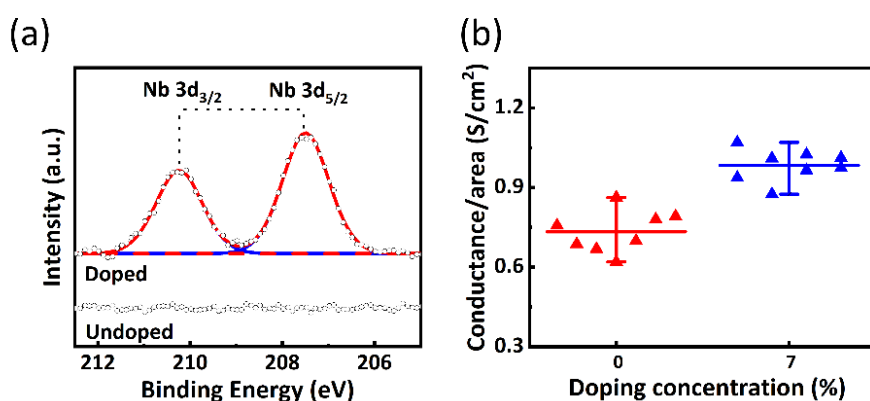 (a)
Nb 3d3/2
Nb 3d5/2
Intensity (a.u.)
Doped
Undoped
212
210
208
206
Binding Energy (eV)
(b)
Conductance/area (S/cm²)
1.2
0.9
0.6
0.3
0
7
Doping concentration (%)